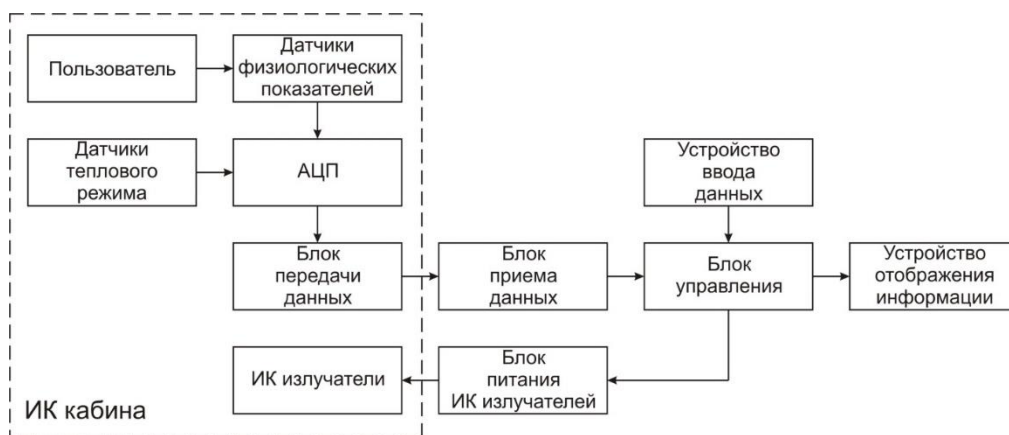 Пользователь
Датчики
физиологических
показателей
Датчики
теплового
режима
АЦП
Устройство
ввода
данных
Блок
передачи
данных
Блок
приема
данных
Блок
управления
Устройство
отображения
информации
ИК излучатели
Блок
питания
ИК излучателей
ИК кабина